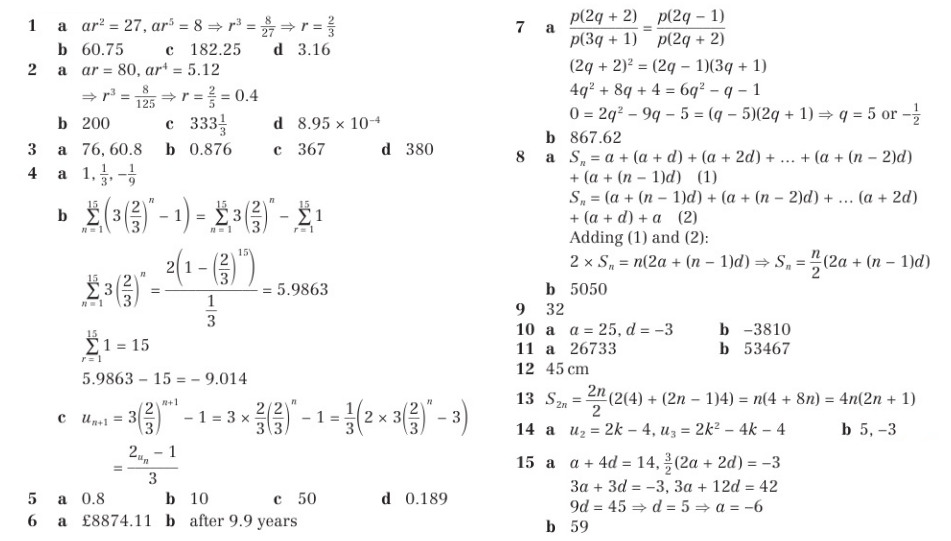 1 a ar² = 27, ar⁵ = 8 ⇒ r³ = 8/27 ⇒ r = 2/3
b 60.75 c 182.25 d 3.16
2 a ar = 80, ar⁴ = 5.12
⇒ r³ = 8/125 ⇒ r = 2/5 = 0.4
b 200 c 333 1/3 d 8.95 × 10⁻⁴
3 a 76, 60.8 b 0.876 c 367 d 380
4 a 1, 1/3, -1/9
b ∑_{n=1}^{15} (3(2/3)ⁿ − 1) = ∑_{n=1}^{15} 3(2/3)ⁿ − ∑_{r=1}^{15} 1
∑_{n=1}^{15} 3(2/3)ⁿ = 2(1 − (2/3)¹⁵) / (1/3) = 5.9863
∑_{r=1}^{15} 1 = 15
5.9863 − 15 = − 9.014
c u_{n+1} = 3(2/3)ⁿ⁺¹ − 1 = 3 × 2/3(2/3)ⁿ − 1 = 1/3(2 × 3(2/3)ⁿ − 3)
= (2_{u_n} − 1)/3
5 a 0.8 b 10 c 50 d 0.189
6 a £8874.11 b after 9.9 years
7 a p(2q + 2)/p(3q + 1) = p(2q − 1)/p(2q + 2)
(2q + 2)² = (2q − 1)(3q + 1)
4q² + 8q + 4 = 6q² − q − 1
0 = 2q² − 9q − 5 = (q − 5)(2q + 1) ⇒ q = 5 or −1/2
b 867.62
8 a Sₙ = a + (a + d) + (a + 2d) + … + (a + (n − 2)d)
+ (a + (n − 1)d) (1)
Sₙ = (a + (n − 1)d) + (a + (n − 2)d) + … (a + 2d)
+ (a + d) + a (2)
Adding (1) and (2):
2 × Sₙ = n(2a + (n − 1)d) ⇒ Sₙ = n/2(2a + (n − 1)d)
b 5050
9 32
10 a a = 25, d = −3 b −3810
11 a 26733 b 53467
12 45 cm
13 S₂ₙ = 2n/2(2(4) + (2n − 1)4) = n(4 + 8n) = 4n(2n + 1)
14 a u₂ = 2k − 4, u₃ = 2k² − 4k − 4 b 5, −3
15 a a + 4d = 14, 3/2(2a + 2d) = −3
3a + 3d = −3, 3a + 12d = 42
9d = 45 ⇒ d = 5 ⇒ a = −6
b 59